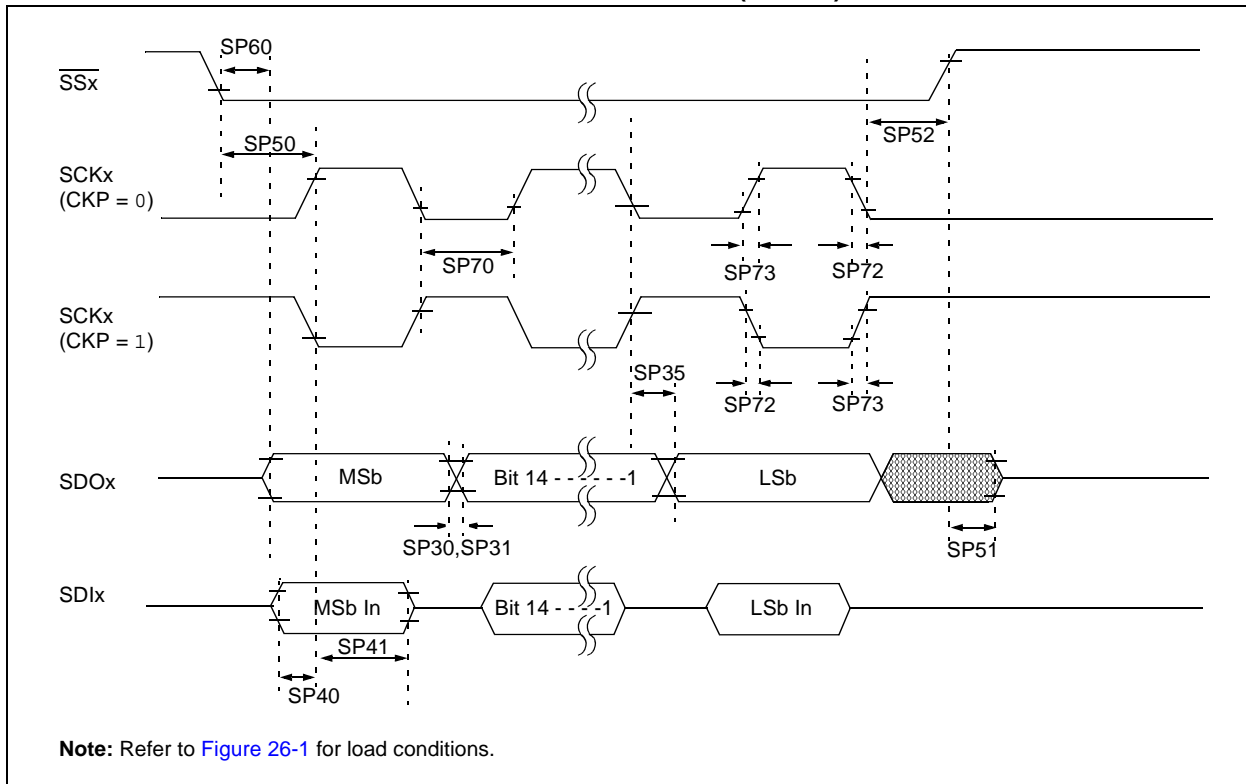 SP60
SSx
SP50
SP52
SCKx
(CKP = 0)
SP70
SP73
SP72
SCKx
(CKP = 1)
SP35
SP72
SP73
SDOx
MSb
Bit 14 - - - - - -1
LSb
SP30,SP31
SP51
SDIx
MSb In
Bit 14 - - - -1
LSb In
SP41
SP40
Note: Refer to Figure 26-1 for load conditions.